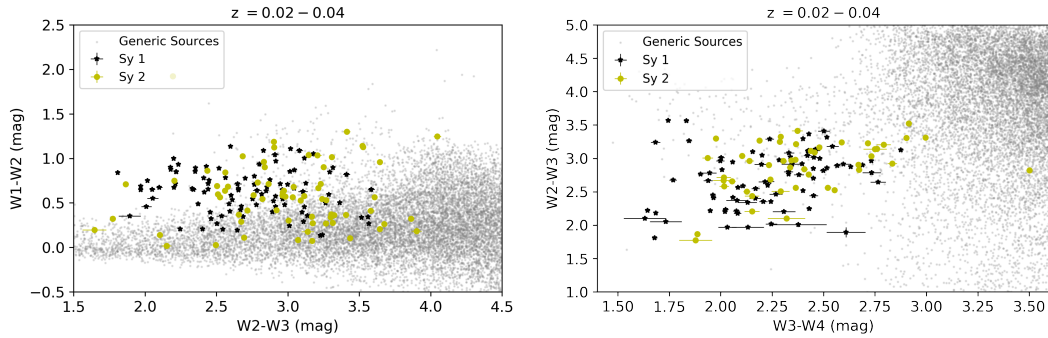 z = 0.02 − 0.04
2.5
2.0
1.5
1.0
0.5
0.0
−0.5
W1-W2 (mag)
Generic Sources
Sy 1
Sy 2
1.5 2.0 2.5 3.0 3.5 4.0 4.5
W2-W3 (mag)
z = 0.02 − 0.04
5.0
4.5
4.0
3.5
3.0
2.5
2.0
1.5
1.0
W2-W3 (mag)
Generic Sources
Sy 1
Sy 2
1.50 1.75 2.00 2.25 2.50 2.75 3.00 3.25 3.50
W3-W4 (mag)